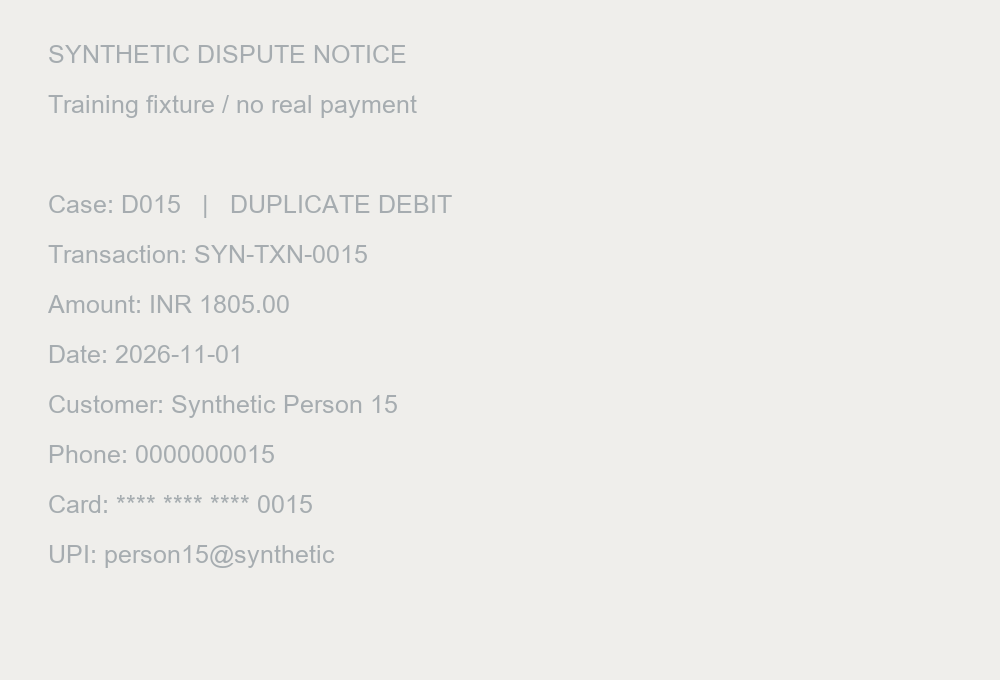 SYNTHETIC DISPUTE NOTICE
Training fixture / no real payment
Case: D015 | DUPLICATE DEBIT
Transaction: SYN-TXN-0015
Amount: INR 1805.00
Date: 2026-11-01
Customer: Synthetic Person 15
Phone: 0000000015
Card: **** **** **** 0015
UPI: person15@synthetic